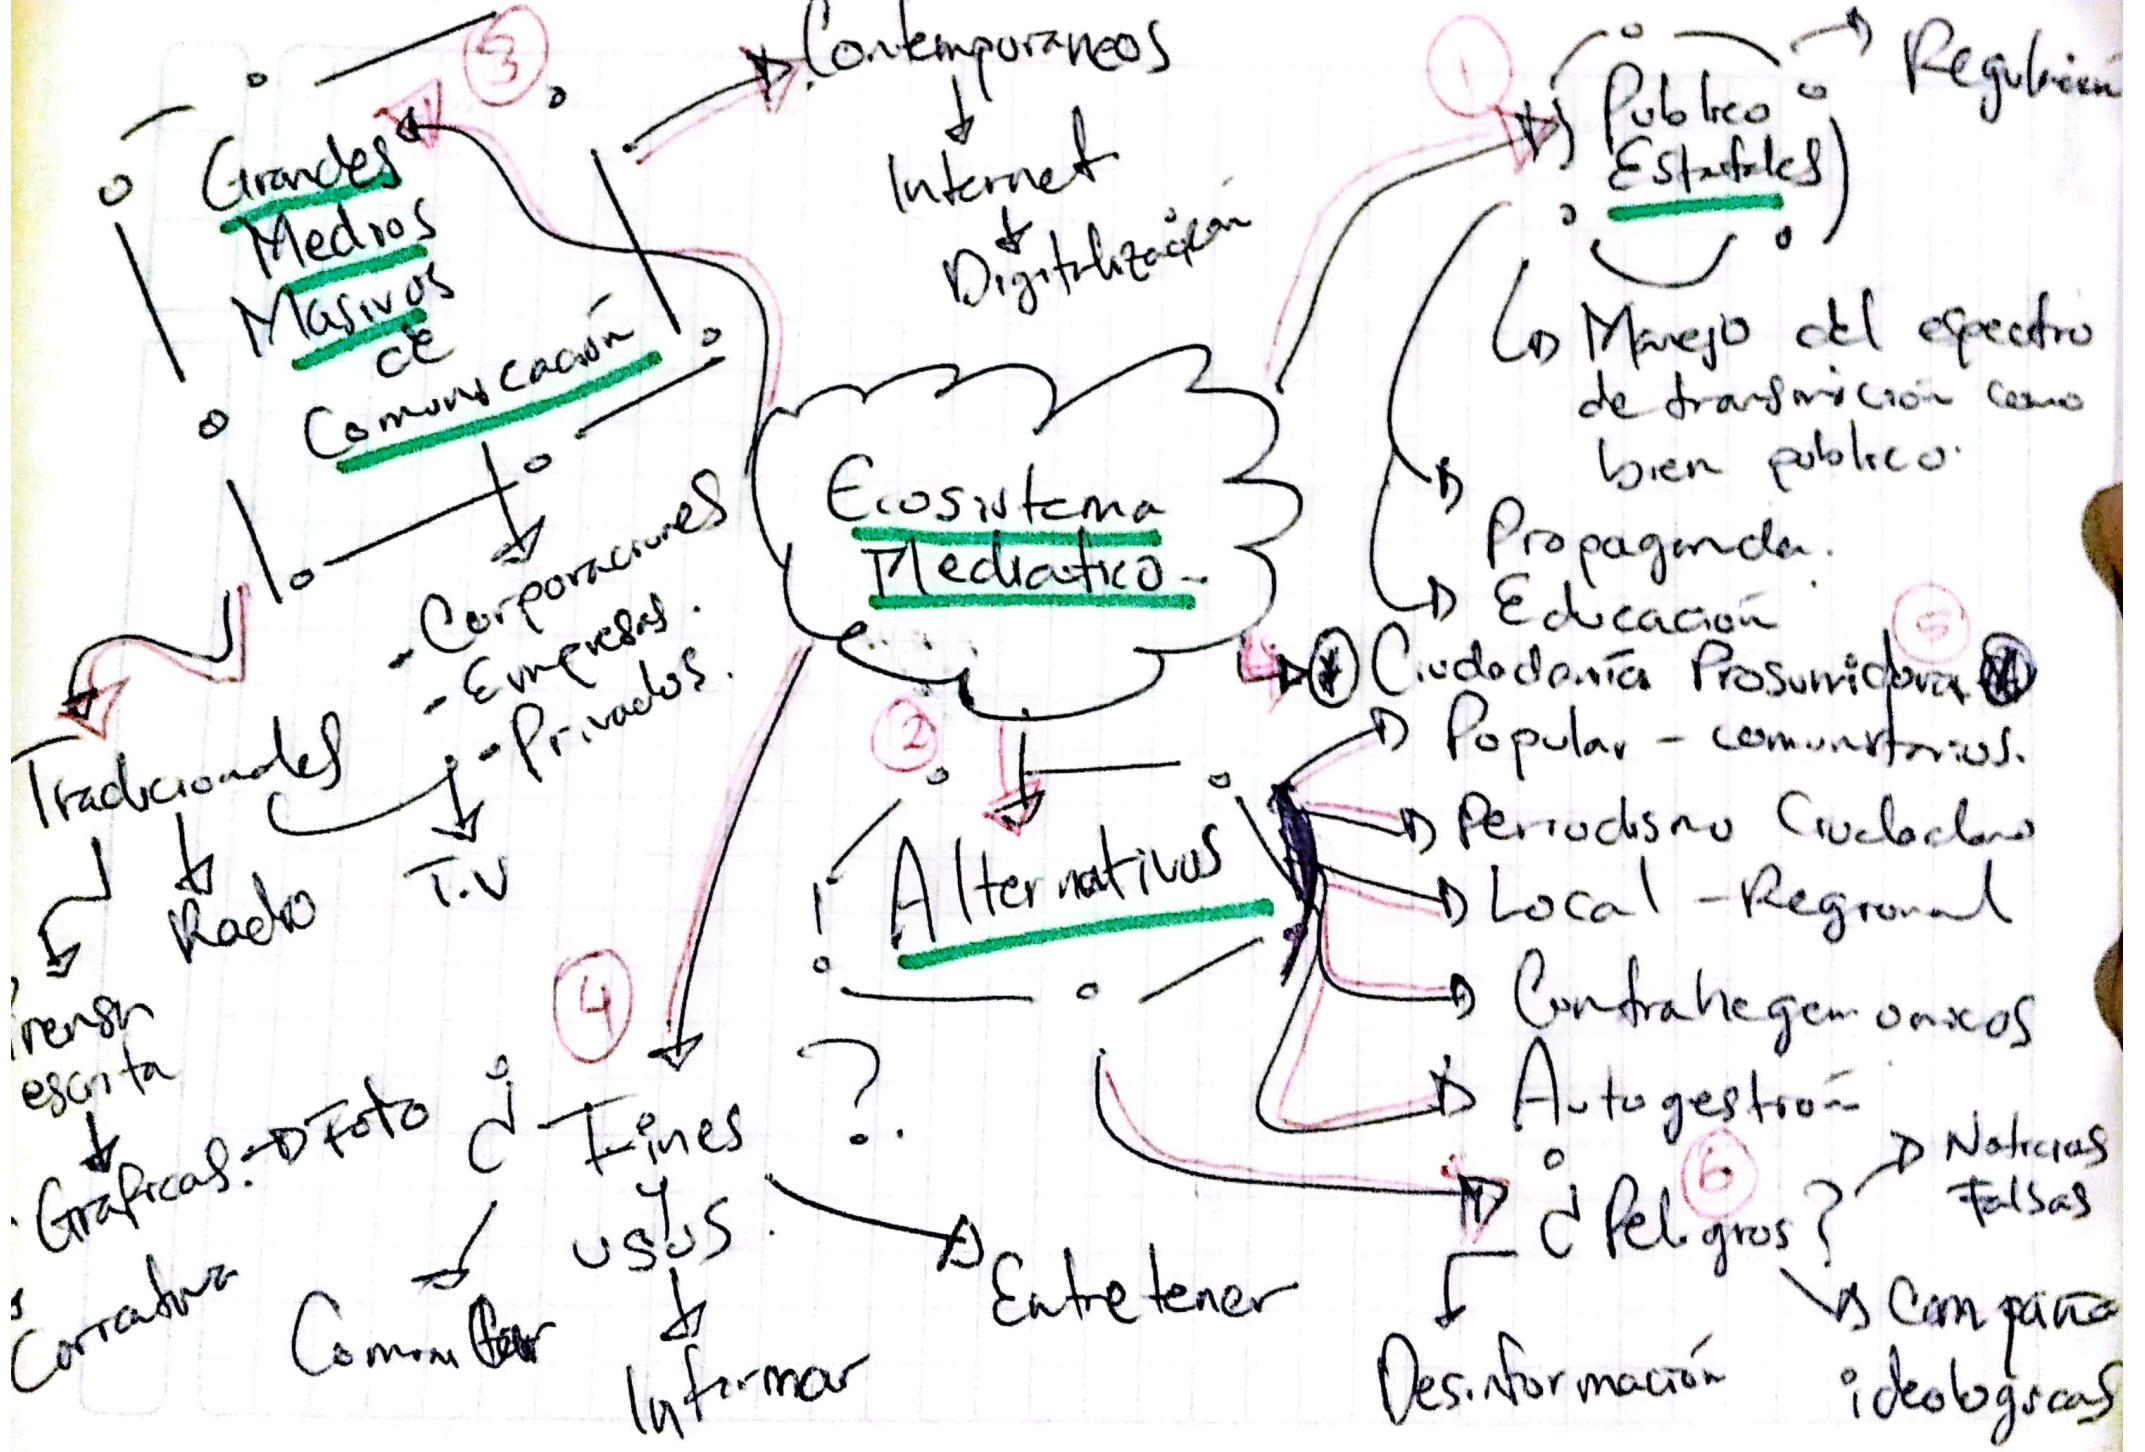 3
Grandes
Medios
Masivos
de
Comunicación
Contemporaneos
Internet
Digitalización
1
Publico
Estatales
Regulación
Manejo del espectro
de transmición como
bien publico.
Propaganda.
Educación
Ecosistema
Mediatico
- Corporaciones
- Empresas.
- Privados.
Tradicionales
Radio
T.V
Prensa
escrita
Graficas.
Foto
5
Ciudadanía Prosumidora
2
Alternativos
Popular - comunitarios.
Periodismo Ciudadano
Local - Regional
Contrahegemonicos
Autogestión
4
¿ Fines ?
y
usos.
Comunicar
Informar
Entretener
6
¿ Peligros ?
Noticias
Falsas
Desinformación
Campaña
ideologicas